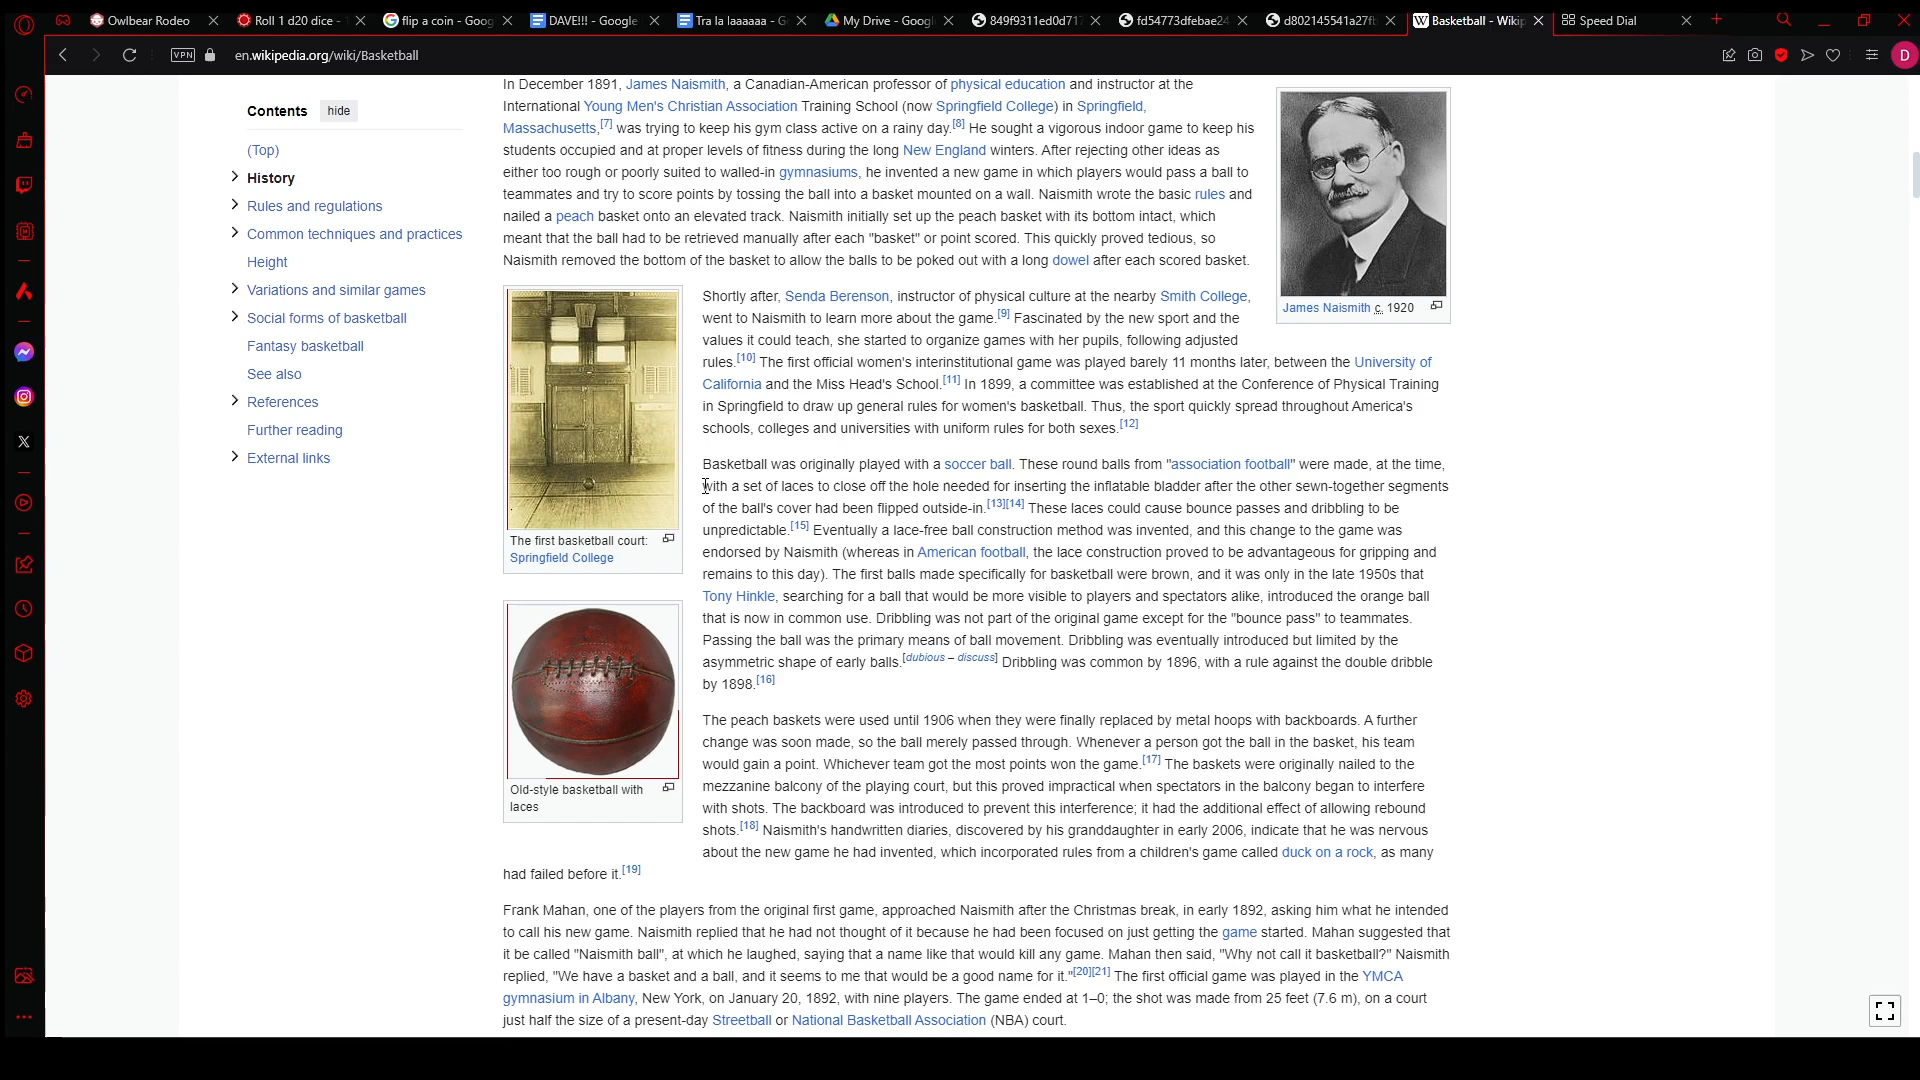 Owlbear Rodeo
Roll 1 d20 dice -
flip a coin - Goog
DAVE!!! - Google
Tra la laaaaaa - G
My Drive - Googl
849f9311ed0d71
fd54773dfebae24
d802145541a27f
W Basketball - Wikip
Speed Dial
VPN
en.wikipedia.org/wiki/Basketball
D
Contents hide
(Top)
History
Rules and regulations
Common techniques and practices
Height
Variations and similar games
Social forms of basketball
Fantasy basketball
See also
References
Further reading
External links
In December 1891, James Naismith, a Canadian-American professor of physical education and instructor at the
International Young Men's Christian Association Training School (now Springfield College) in Springfield,
Massachusetts,[7] was trying to keep his gym class active on a rainy day.[8] He sought a vigorous indoor game to keep his
students occupied and at proper levels of fitness during the long New England winters. After rejecting other ideas as
either too rough or poorly suited to walled-in gymnasiums, he invented a new game in which players would pass a ball to
teammates and try to score points by tossing the ball into a basket mounted on a wall. Naismith wrote the basic rules and
nailed a peach basket onto an elevated track. Naismith initially set up the peach basket with its bottom intact, which
meant that the ball had to be retrieved manually after each "basket" or point scored. This quickly proved tedious, so
Naismith removed the bottom of the basket to allow the balls to be poked out with a long dowel after each scored basket.
James Naismith c. 1920
Shortly after, Senda Berenson, instructor of physical culture at the nearby Smith College,
went to Naismith to learn more about the game.[9] Fascinated by the new sport and the
values it could teach, she started to organize games with her pupils, following adjusted
rules.[10] The first official women's interinstitutional game was played barely 11 months later, between the University of
California and the Miss Head's School.[11] In 1899, a committee was established at the Conference of Physical Training
in Springfield to draw up general rules for women's basketball. Thus, the sport quickly spread throughout America's
schools, colleges and universities with uniform rules for both sexes.[12]
The first basketball court:
Springfield College
Basketball was originally played with a soccer ball. These round balls from "association football" were made, at the time,
with a set of laces to close off the hole needed for inserting the inflatable bladder after the other sewn-together segments
of the ball's cover had been flipped outside-in.[13][14] These laces could cause bounce passes and dribbling to be
unpredictable.[15] Eventually a lace-free ball construction method was invented, and this change to the game was
endorsed by Naismith (whereas in American football, the lace construction proved to be advantageous for gripping and
remains to this day). The first balls made specifically for basketball were brown, and it was only in the late 1950s that
Tony Hinkle, searching for a ball that would be more visible to players and spectators alike, introduced the orange ball
that is now in common use. Dribbling was not part of the original game except for the "bounce pass" to teammates.
Passing the ball was the primary means of ball movement. Dribbling was eventually introduced but limited by the
asymmetric shape of early balls.[dubious – discuss] Dribbling was common by 1896, with a rule against the double dribble
by 1898.[16]
Old-style basketball with
laces
The peach baskets were used until 1906 when they were finally replaced by metal hoops with backboards. A further
change was soon made, so the ball merely passed through. Whenever a person got the ball in the basket, his team
would gain a point. Whichever team got the most points won the game.[17] The baskets were originally nailed to the
mezzanine balcony of the playing court, but this proved impractical when spectators in the balcony began to interfere
with shots. The backboard was introduced to prevent this interference; it had the additional effect of allowing rebound
shots.[18] Naismith's handwritten diaries, discovered by his granddaughter in early 2006, indicate that he was nervous
about the new game he had invented, which incorporated rules from a children's game called duck on a rock, as many
had failed before it.[19]
Frank Mahan, one of the players from the original first game, approached Naismith after the Christmas break, in early 1892, asking him what he intended
to call his new game. Naismith replied that he had not thought of it because he had been focused on just getting the game started. Mahan suggested that
it be called "Naismith ball", at which he laughed, saying that a name like that would kill any game. Mahan then said, "Why not call it basketball?" Naismith
replied, "We have a basket and a ball, and it seems to me that would be a good name for it."[20][21] The first official game was played in the YMCA
gymnasium in Albany, New York, on January 20, 1892, with nine players. The game ended at 1–0; the shot was made from 25 feet (7.6 m), on a court
just half the size of a present-day Streetball or National Basketball Association (NBA) court.